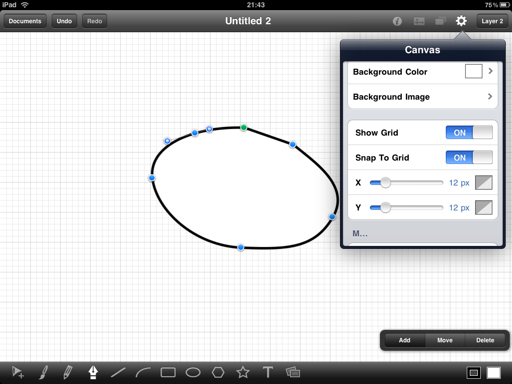 iPad 21:43 75%
Documents Undo Redo Untitled 2 Layer 2
Canvas
Background Color
Background Image
Show Grid ON
Snap To Grid ON
X 12 px
Y 12 px
M...
Add Move Delete
T